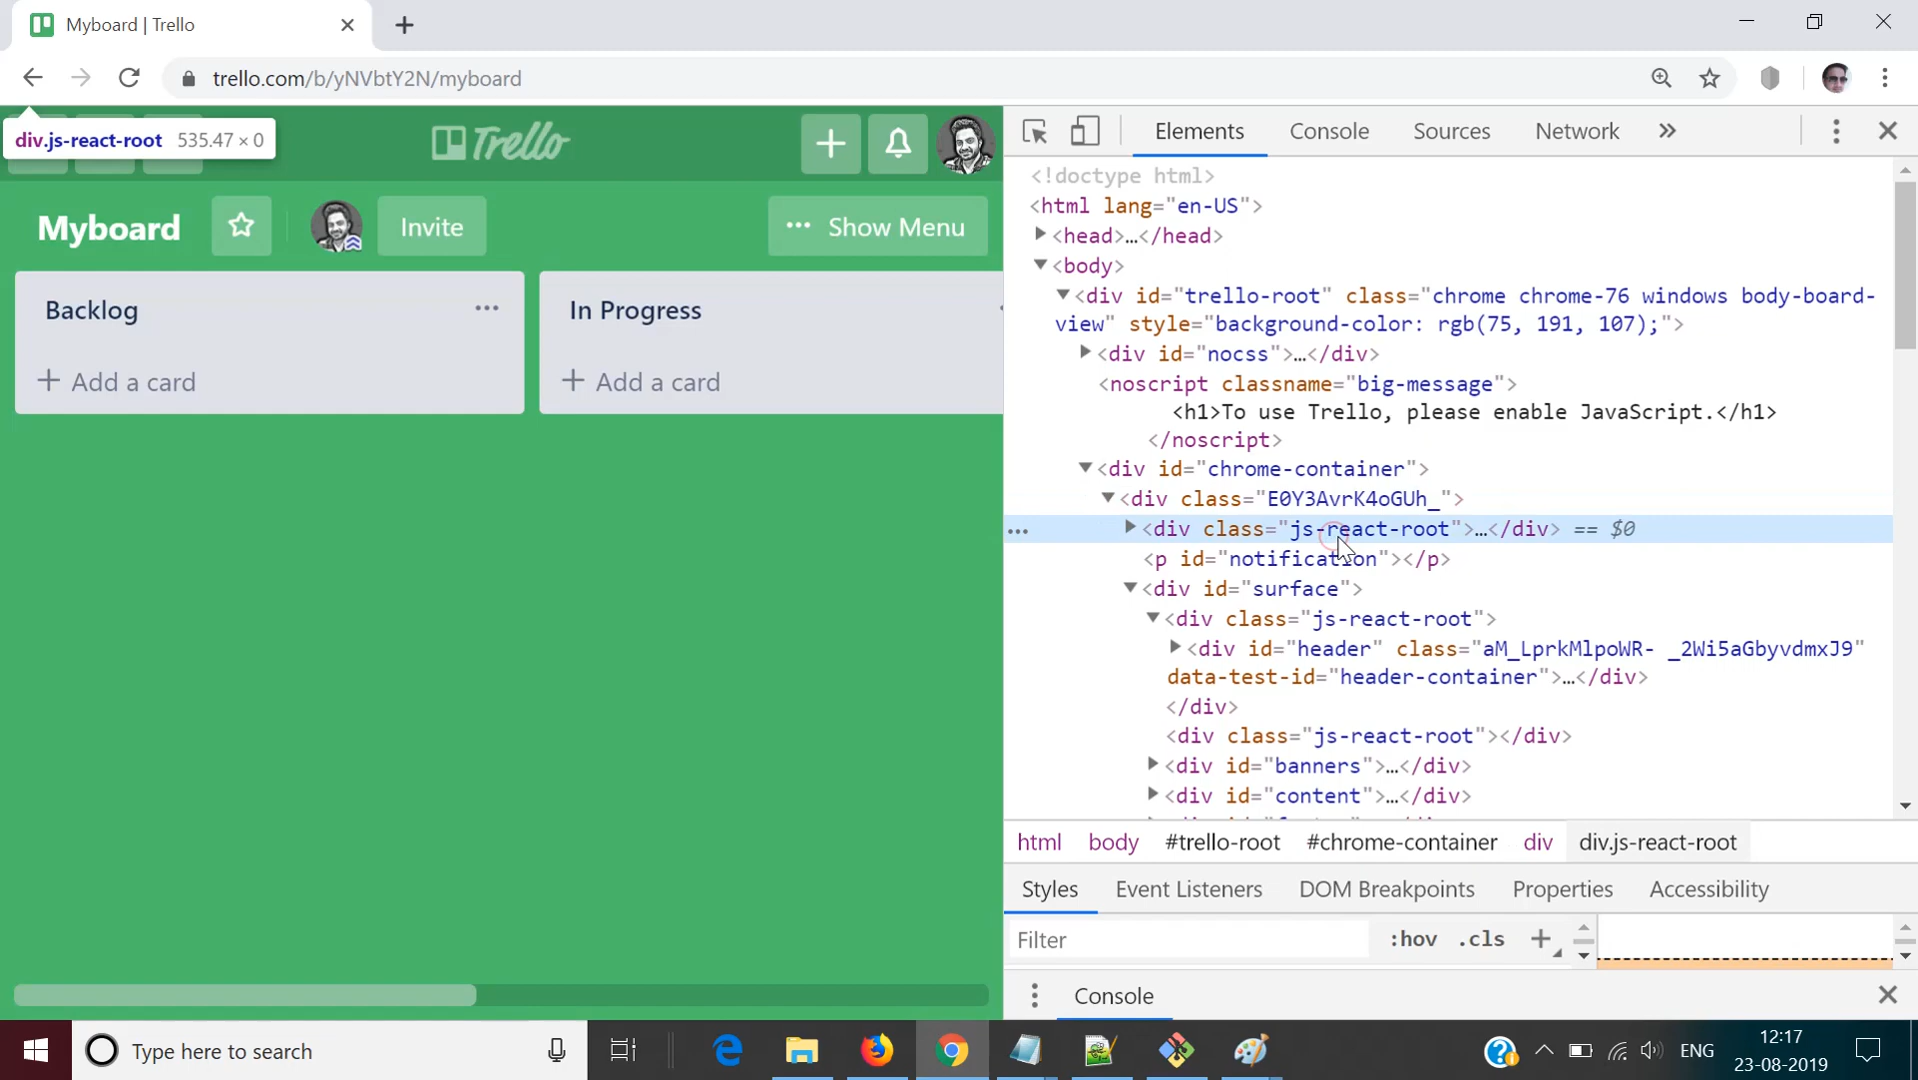 Myboard | Trello
trello.com/b/yNVbtY2N/myboard
div.js-react-root 535.47 × 0
Trello
Elements Console Sources Network »
Myboard Invite ··· Show Menu
Backlog ···
In Progress
+ Add a card
+ Add a card
<!doctype html>
<html lang="en-US">
<head>…</head>
<body>
<div id="trello-root" class="chrome chrome-76 windows body-board-
view" style="background-color: rgb(75, 191, 107);">
<div id="nocss">…</div>
<noscript classname="big-message">
<h1>To use Trello, please enable JavaScript.</h1>
</noscript>
<div id="chrome-container">
<div class="E0Y3AvrK4oGUh_">
<div class="js-react-root">…</div> == $0
<p id="notification"></p>
<div id="surface">
<div class="js-react-root">
<div id="header" class="aM_LprkMlpoWR- _2Wi5aGbyvdmxJ9"
data-test-id="header-container">…</div>
</div>
<div class="js-react-root"></div>
<div id="banners">…</div>
<div id="content">…</div>
html body #trello-root #chrome-container div div.js-react-root
Styles Event Listeners DOM Breakpoints Properties Accessibility
Filter :hov .cls +
Console
Type here to search
ENG
12:17
23-08-2019